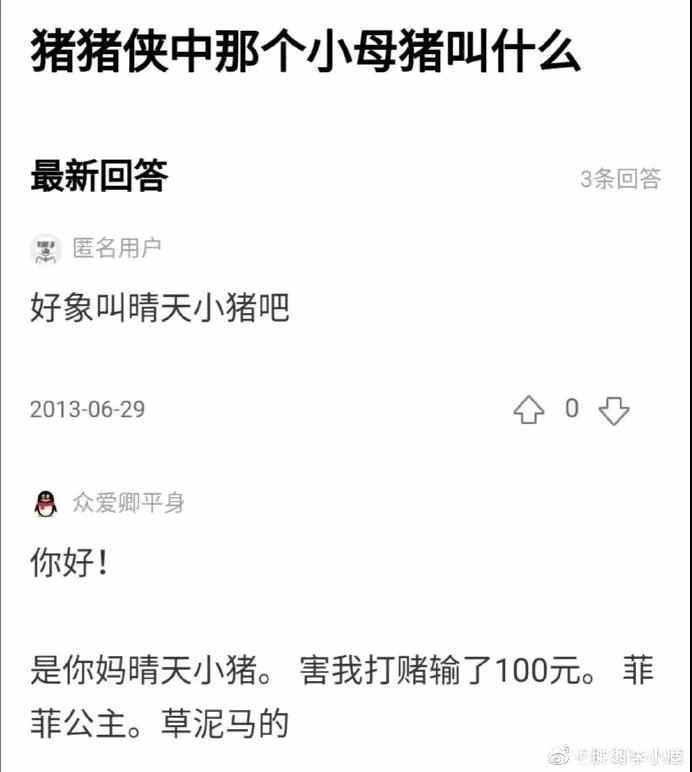 猪猪侠中那个小母猪叫什么
最新回答
3条回答
匿名用户
好象叫晴天小猪吧
2013-06-29
0
众爱卿平身
你好！
是你妈晴天小猪。 害我打赌输了100元。 菲
菲公主。草泥马的